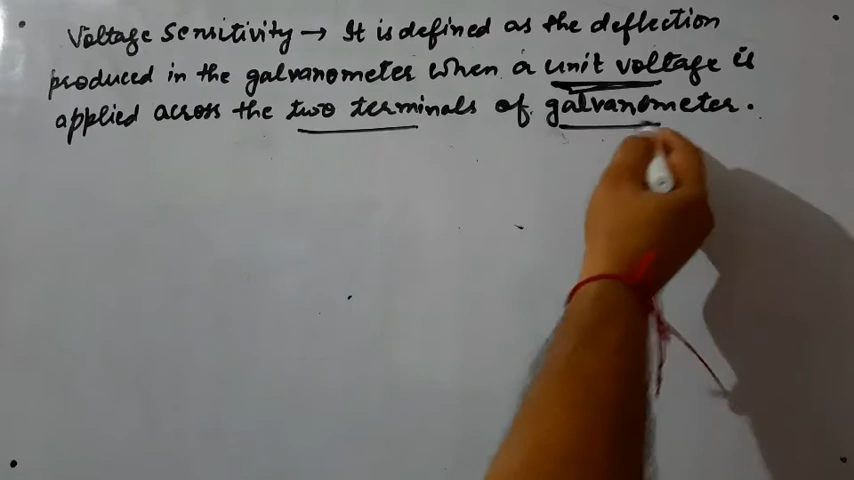 Voltage Sensitivity → It is defined as the deflection
produced in the galvanometer when a unit voltage is
applied across the two terminals of galvanometer.